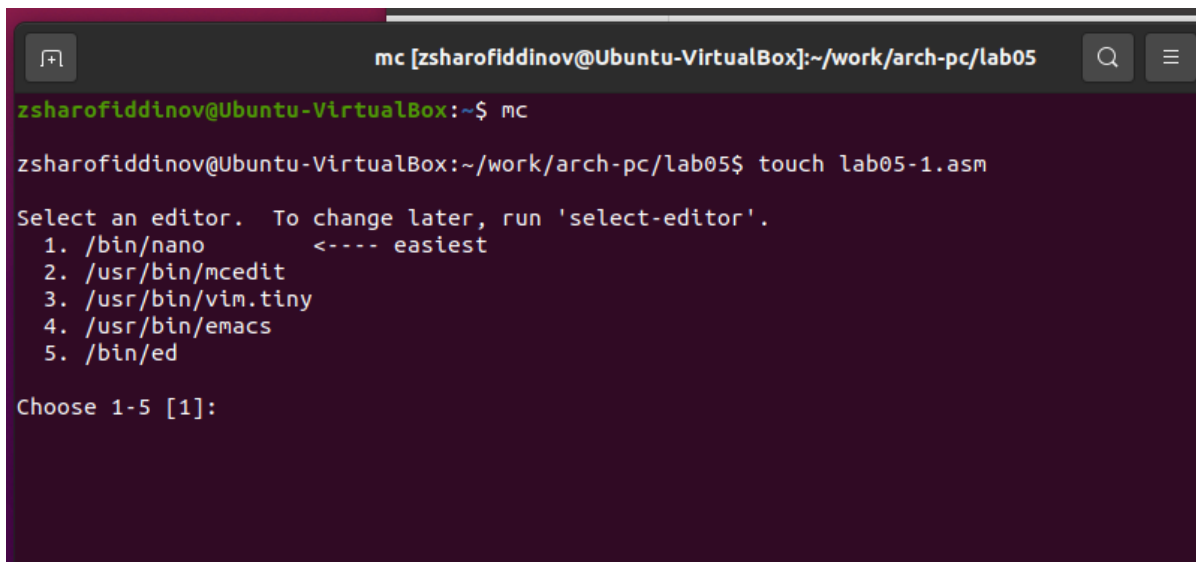 mc [zsharofiddinov@Ubuntu-VirtualBox]:~/work/arch-pc/lab05
zsharofiddinov@Ubuntu-VirtualBox:~$ mc
zsharofiddinov@Ubuntu-VirtualBox:~/work/arch-pc/lab05$ touch lab05-1.asm
Select an editor.  To change later, run 'select-editor'.
  1. /bin/nano        <---- easiest
  2. /usr/bin/mcedit
  3. /usr/bin/vim.tiny
  4. /usr/bin/emacs
  5. /bin/ed
Choose 1-5 [1]: